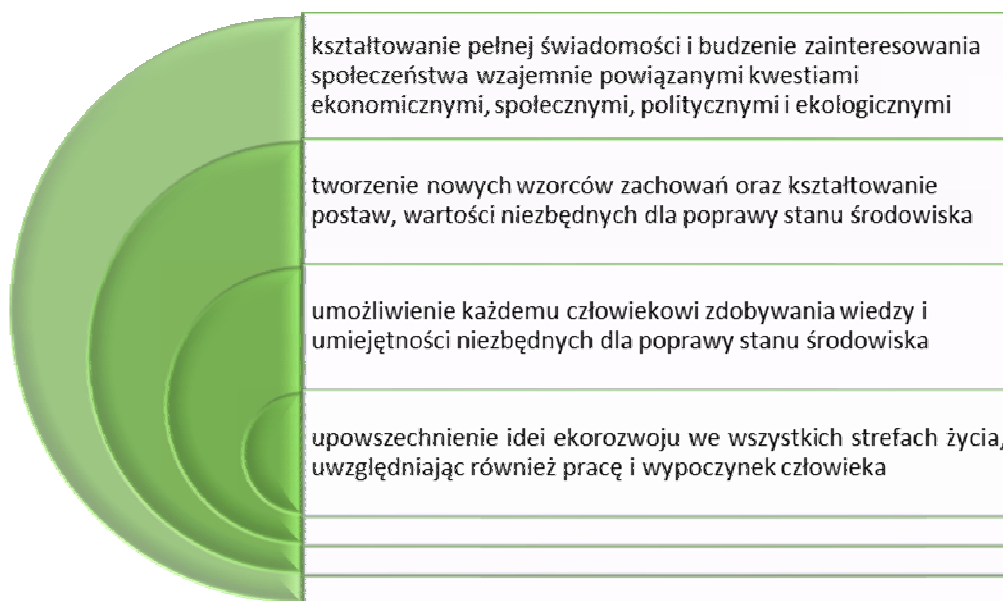 kształtowanie pełnej świadomości i budzenie zainteresowania
społeczeństwa wzajemnie powiązanymi kwestiami
ekonomicznymi, społecznymi, politycznymi i ekologicznymi
tworzenie nowych wzorców zachowań oraz kształtowanie
postaw, wartości niezbędnych dla poprawy stanu środowiska
umożliwienie każdemu człowiekowi zdobywania wiedzy i
umiejętności niezbędnych dla poprawy stanu środowiska
upowszechnienie idei ekorozwoju we wszystkich strefach życia,
uwzględniając również pracę i wypoczynek człowieka